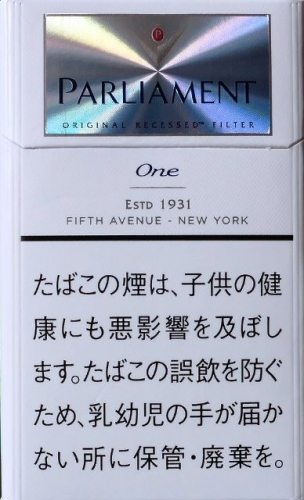 P
PARLIAMENT
ORIGINAL RECESSED™ FILTER
One
ESTD 1931
FIFTH AVENUE - NEW YORK
たばこの煙は、子供の健
康にも悪影響を及ぼし
ます。たばこの誤飲を防ぐ
ため、乳幼児の手が届か
ない所に保管・廃棄を。